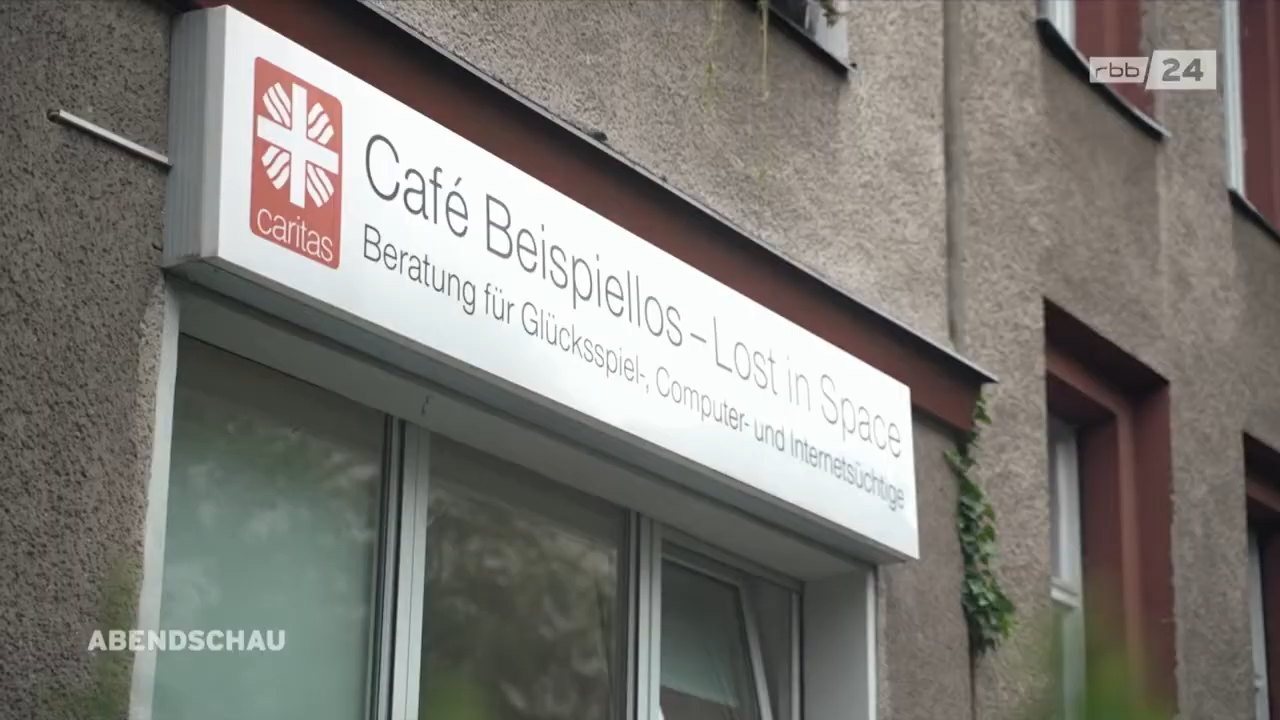 rbb/24
caritas
Café Beispiellos – Lost in Space
Beratung für Glücksspiel-, Computer- und Internetsüchtige
ABENDSCHAU